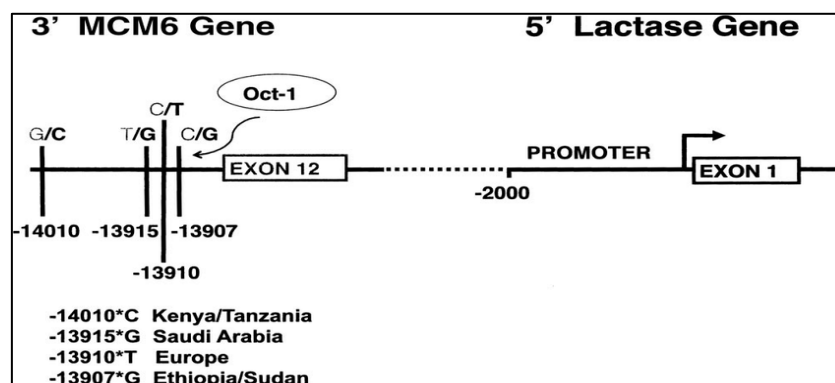 3' MCM6 Gene 5' Lactase Gene
Oct-1
C/T
G/C T/G C/G
PROMOTER
EXON 12 EXON 1
-2000
-14010 -13915 -13907
-13910
-14010*C Kenya/Tanzania
-13915*G Saudi Arabia
-13910*T Europe
-13907*G Ethiopia/Sudan